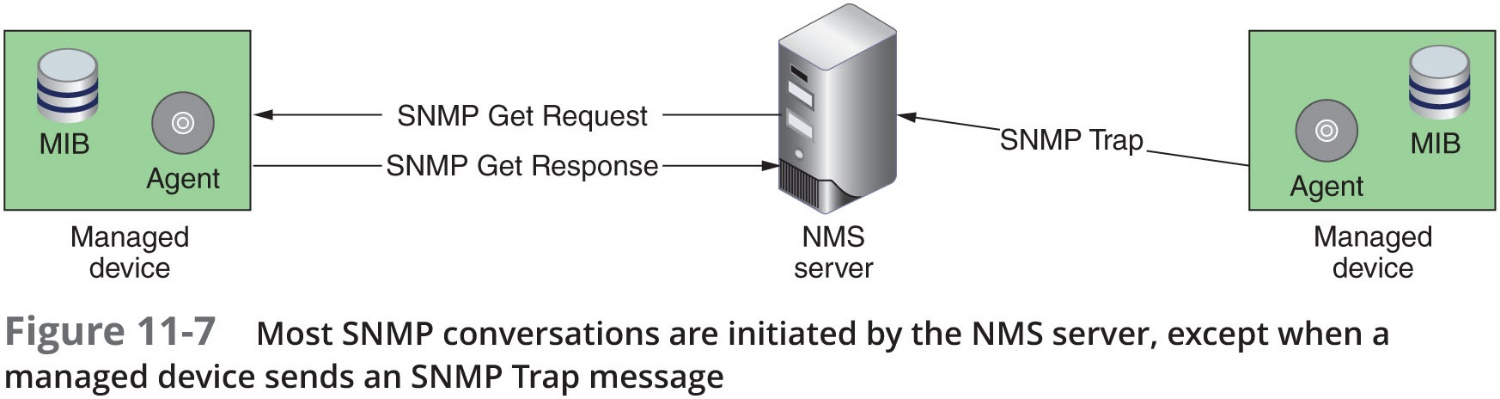 MIB
Agent
Managed
device
SNMP Get Request
SNMP Get Response
NMS
server
SNMP Trap
Agent
MIB
Managed
device
Figure 11-7 Most SNMP conversations are initiated by the NMS server, except when a
managed device sends an SNMP Trap message